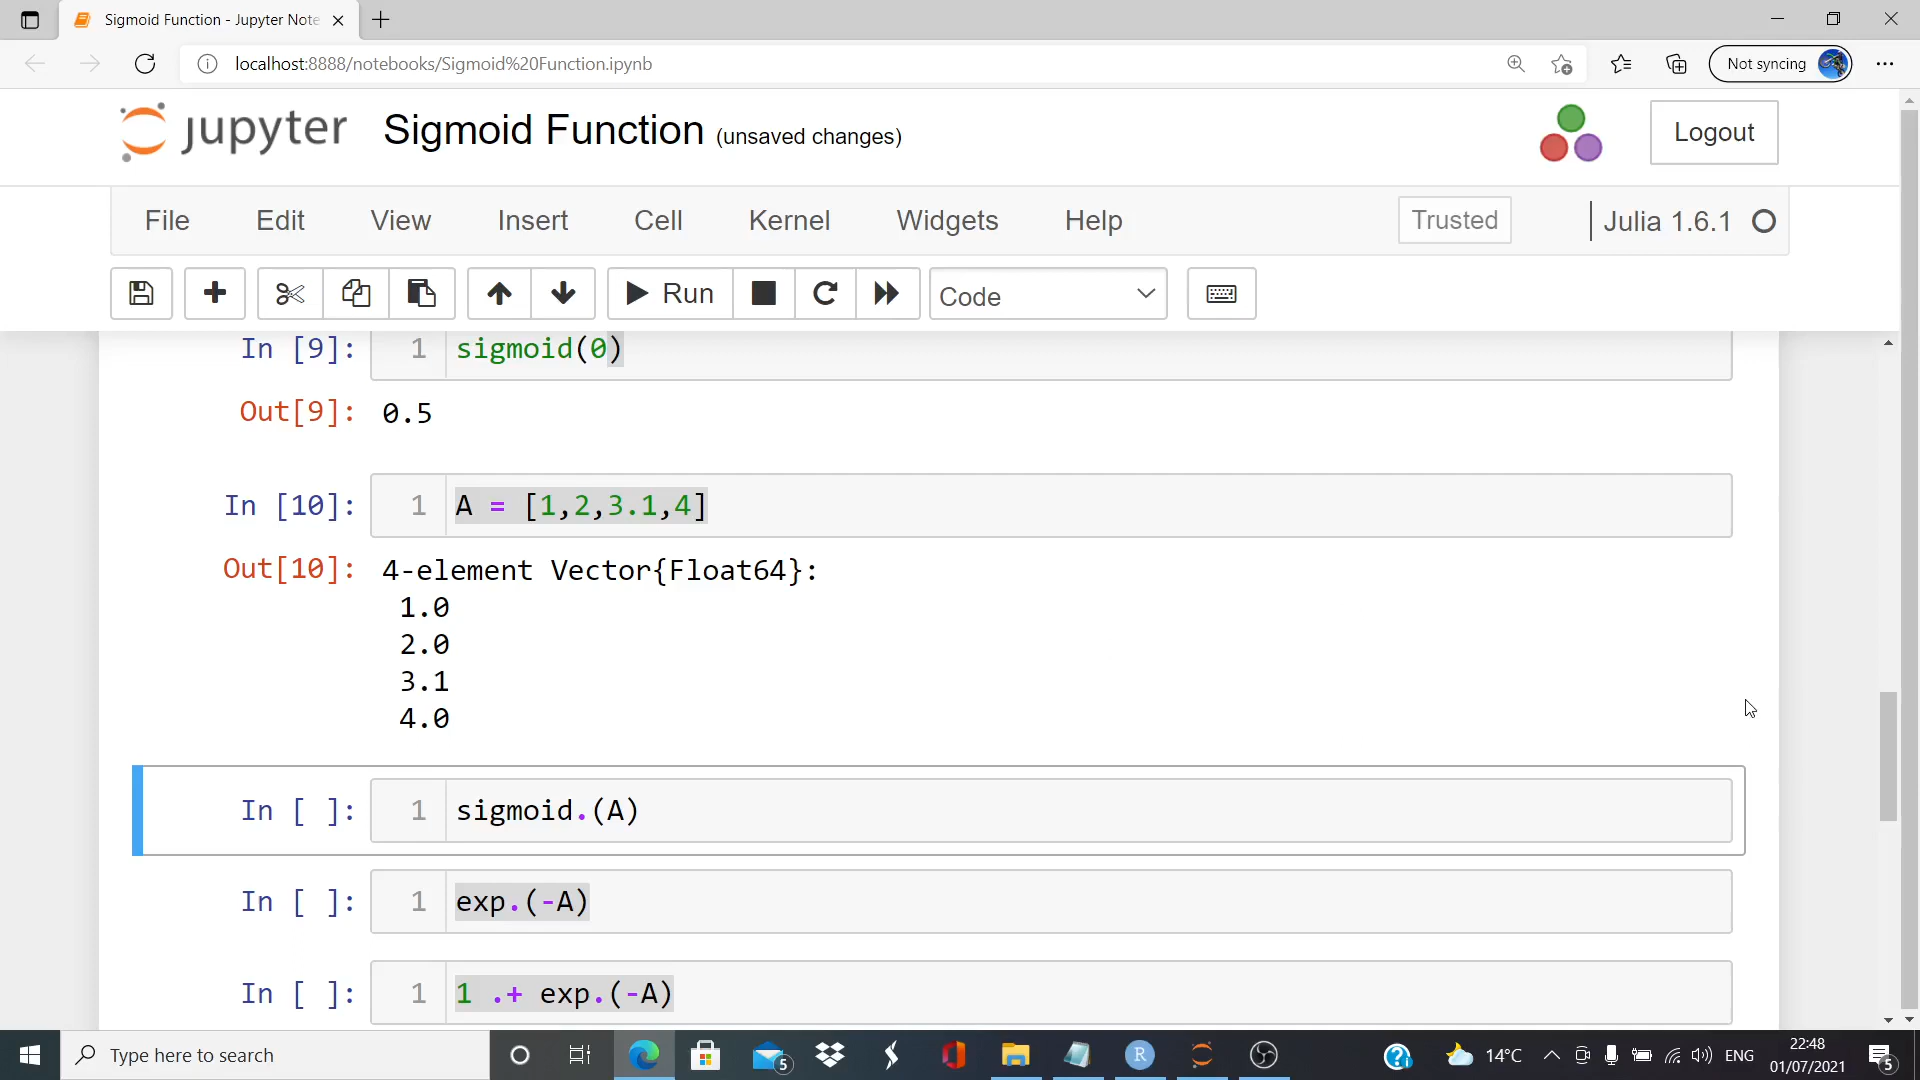 Sigmoid Function - Jupyter Note
localhost:8888/notebooks/Sigmoid%20Function.ipynb
Not syncing
jupyter Sigmoid Function (unsaved changes)
Logout
File Edit View Insert Cell Kernel Widgets Help
Trusted
Julia 1.6.1
Run
Code
In [9]: 1 sigmoid(0)
Out[9]: 0.5
In [10]: 1 A = [1,2,3.1,4]
Out[10]: 4-element Vector{Float64}:
1.0
2.0
3.1
4.0
In [ ]: 1 sigmoid.(A)
In [ ]: 1 exp.(-A)
In [ ]: 1 1 .+ exp.(-A)
Type here to search
5
R
14°C
ENG
22:48
01/07/2021
5